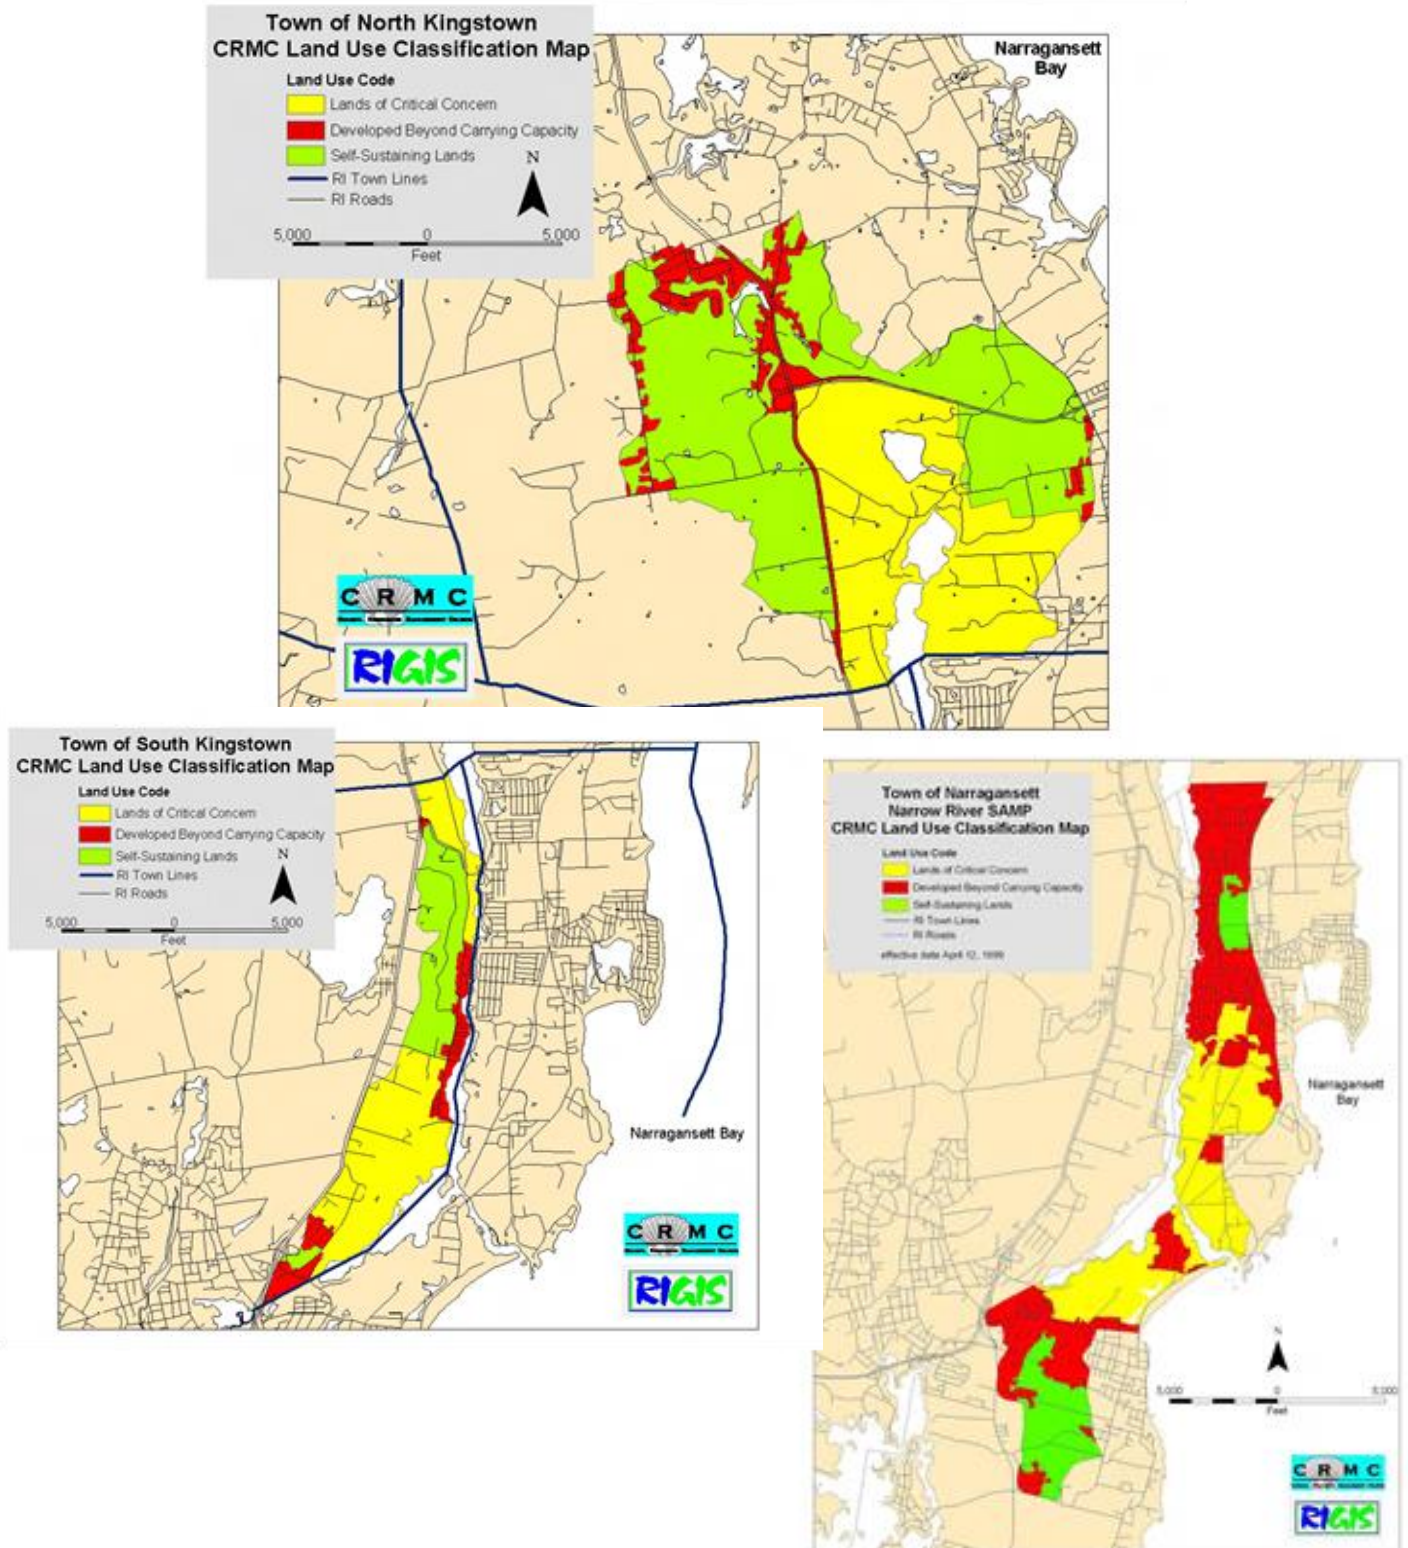 Town of North Kingstown
CRMC Land Use Classification Map
Land Use Code
Lands of Critical Concern
Developed Beyond Carrying Capacity
Self-Sustaining Lands
RI Town Lines
RI Roads
N
5,000 0 5,000
Feet
Narragansett
Bay
C R M C
RIGIS
Town of South Kingstown
CRMC Land Use Classification Map
Land Use Code
Lands of Critical Concern
Developed Beyond Carrying Capacity
Self-Sustaining Lands
RI Town Lines
RI Roads
N
5,000 0 5,000
Feet
Narragansett Bay
C R M C
RIGIS
Town of Narragansett
Narrow River SAMP
CRMC Land Use Classification Map
Land Use Code
Lands of Critical Concern
Developed Beyond Carrying Capacity
Self-Sustaining Lands
RI Town Lines
RI Roads
effective date April 12, 1999
Narragansett
Bay
N
5,000 0 5,000
Feet
C R M C
RIGIS